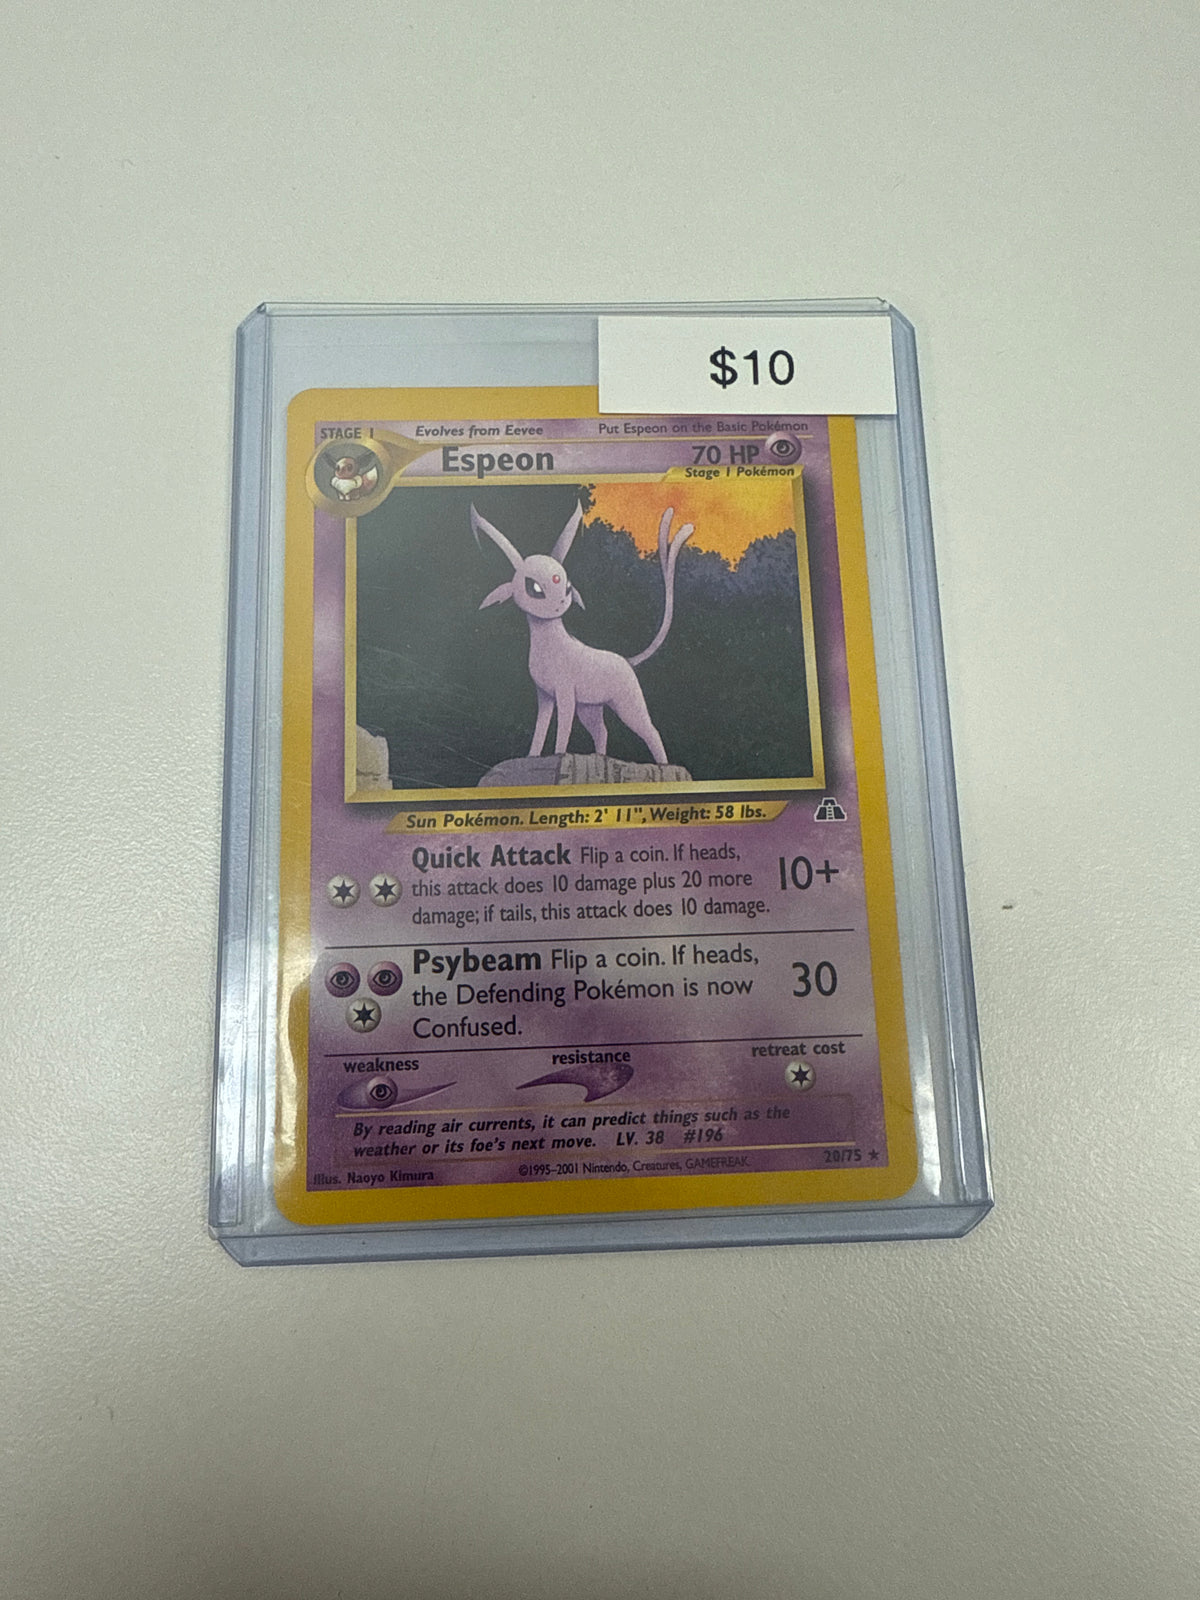 $10
STAGE 1
Evolves from Eevee
Put Espeon on the Basic Pokémon
Espeon
70 HP
Stage 1 Pokémon
Sun Pokémon. Length: 2' 11", Weight: 58 lbs.
Quick Attack Flip a coin. If heads,
this attack does 10 damage plus 20 more
damage; if tails, this attack does 10 damage.
10+
Psybeam Flip a coin. If heads,
the Defending Pokémon is now
Confused.
30
weakness
resistance
retreat cost
By reading air currents, it can predict things such as the
weather or its foe's next move. LV. 38 #196
Illus. Naoyo Kimura
©1995-2001 Nintendo, Creatures, GAMEFREAK.
20/75 ★